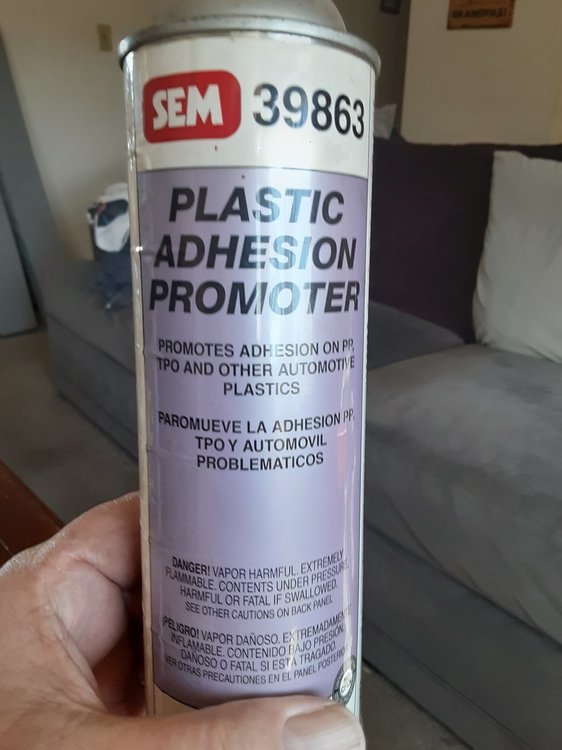 SEM 39863
PLASTIC
ADHESION
PROMOTER
PROMOTES ADHESION ON PP,
TPO AND OTHER AUTOMOTIVE
PLASTICS
PAROMUEVE LA ADHESION PP,
TPO Y AUTOMOVIL
PROBLEMATICOS
DANGER! VAPOR HARMFUL. EXTREMELY
FLAMMABLE. CONTENTS UNDER PRESSURE.
HARMFUL OR FATAL IF SWALLOWED.
SEE OTHER CAUTIONS ON BACK PANEL
¡PELIGRO! VAPOR DAÑOSO. EXTREMADAMENTE
INFLAMABLE. CONTENIDO BAJO PRESION.
DAÑOSO O FATAL SI ESTA TRAGADO.
VER OTRAS PRECAUCIONES EN EL PANEL POSTERIOR